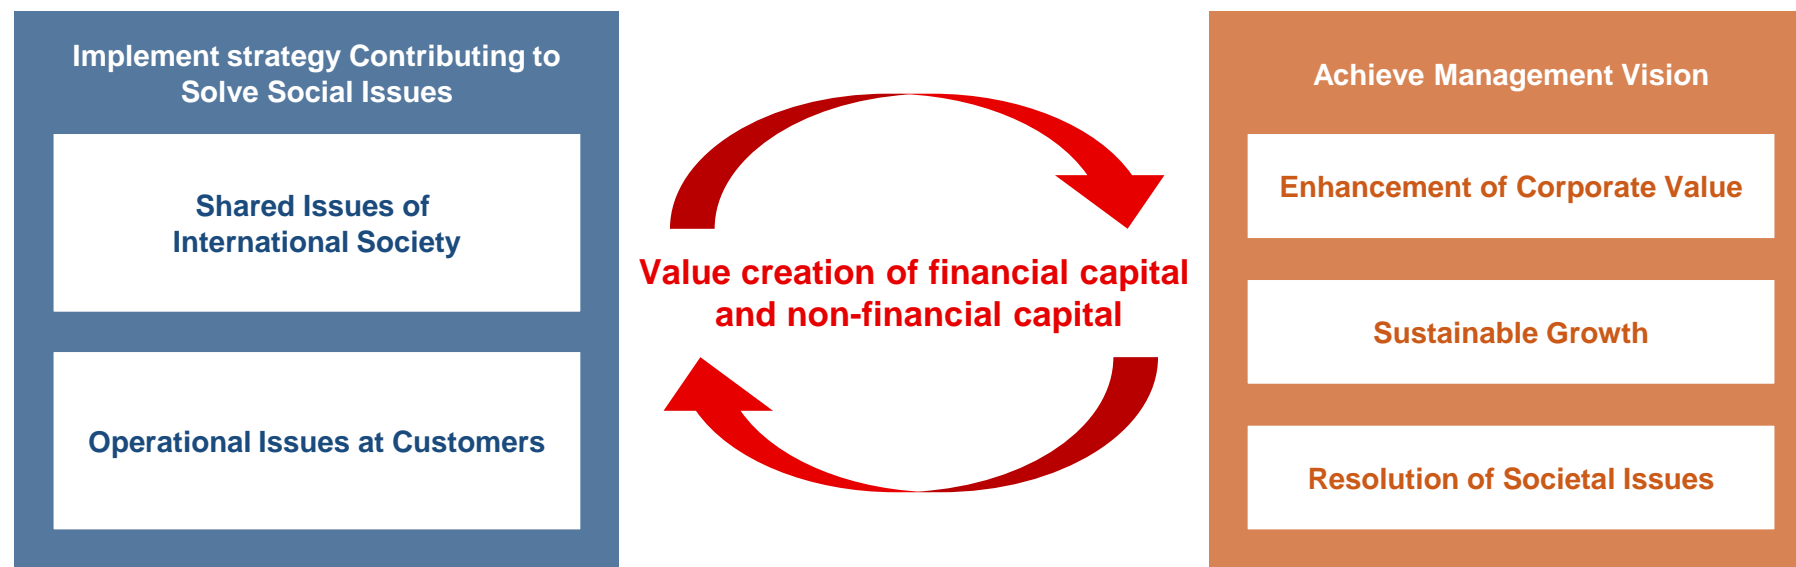 Implement strategy Contributing to
Solve Social Issues
Shared Issues of
International Society
Operational Issues at Customers
Value creation of financial capital
and non-financial capital
Achieve Management Vision
Enhancement of Corporate Value
Sustainable Growth
Resolution of Societal Issues